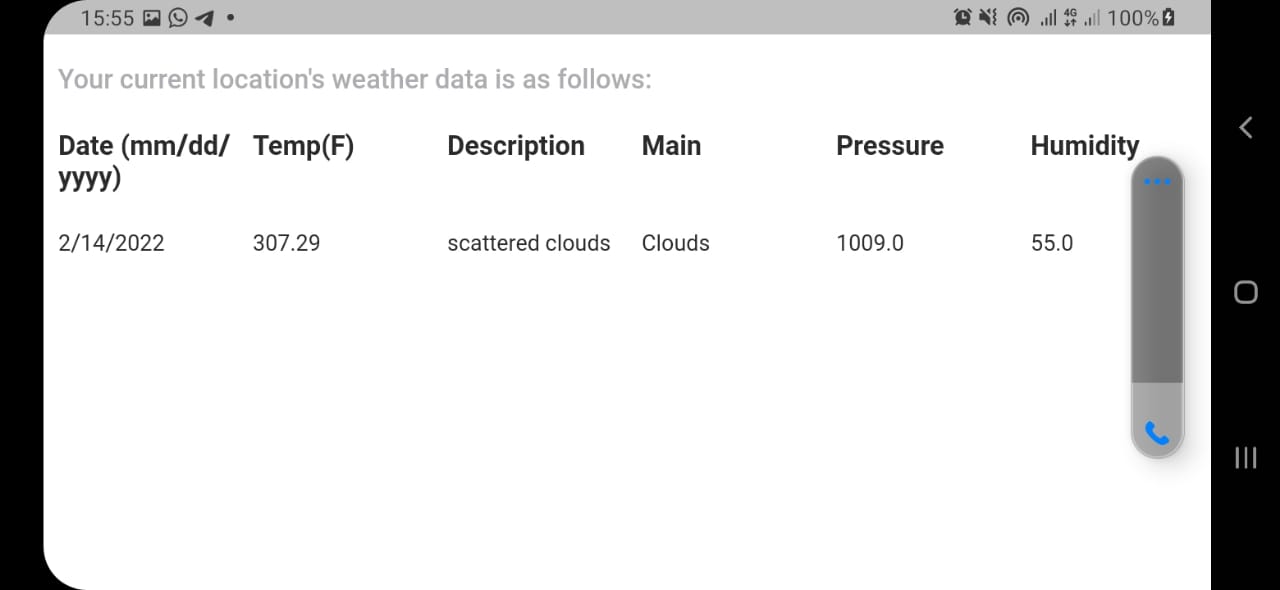 15:55 4G 100%
Your current location's weather data is as follows:
Date (mm/dd/ Temp(F) Description Main Pressure Humidity
yyyy)
2/14/2022 307.29 scattered clouds Clouds 1009.0 55.0